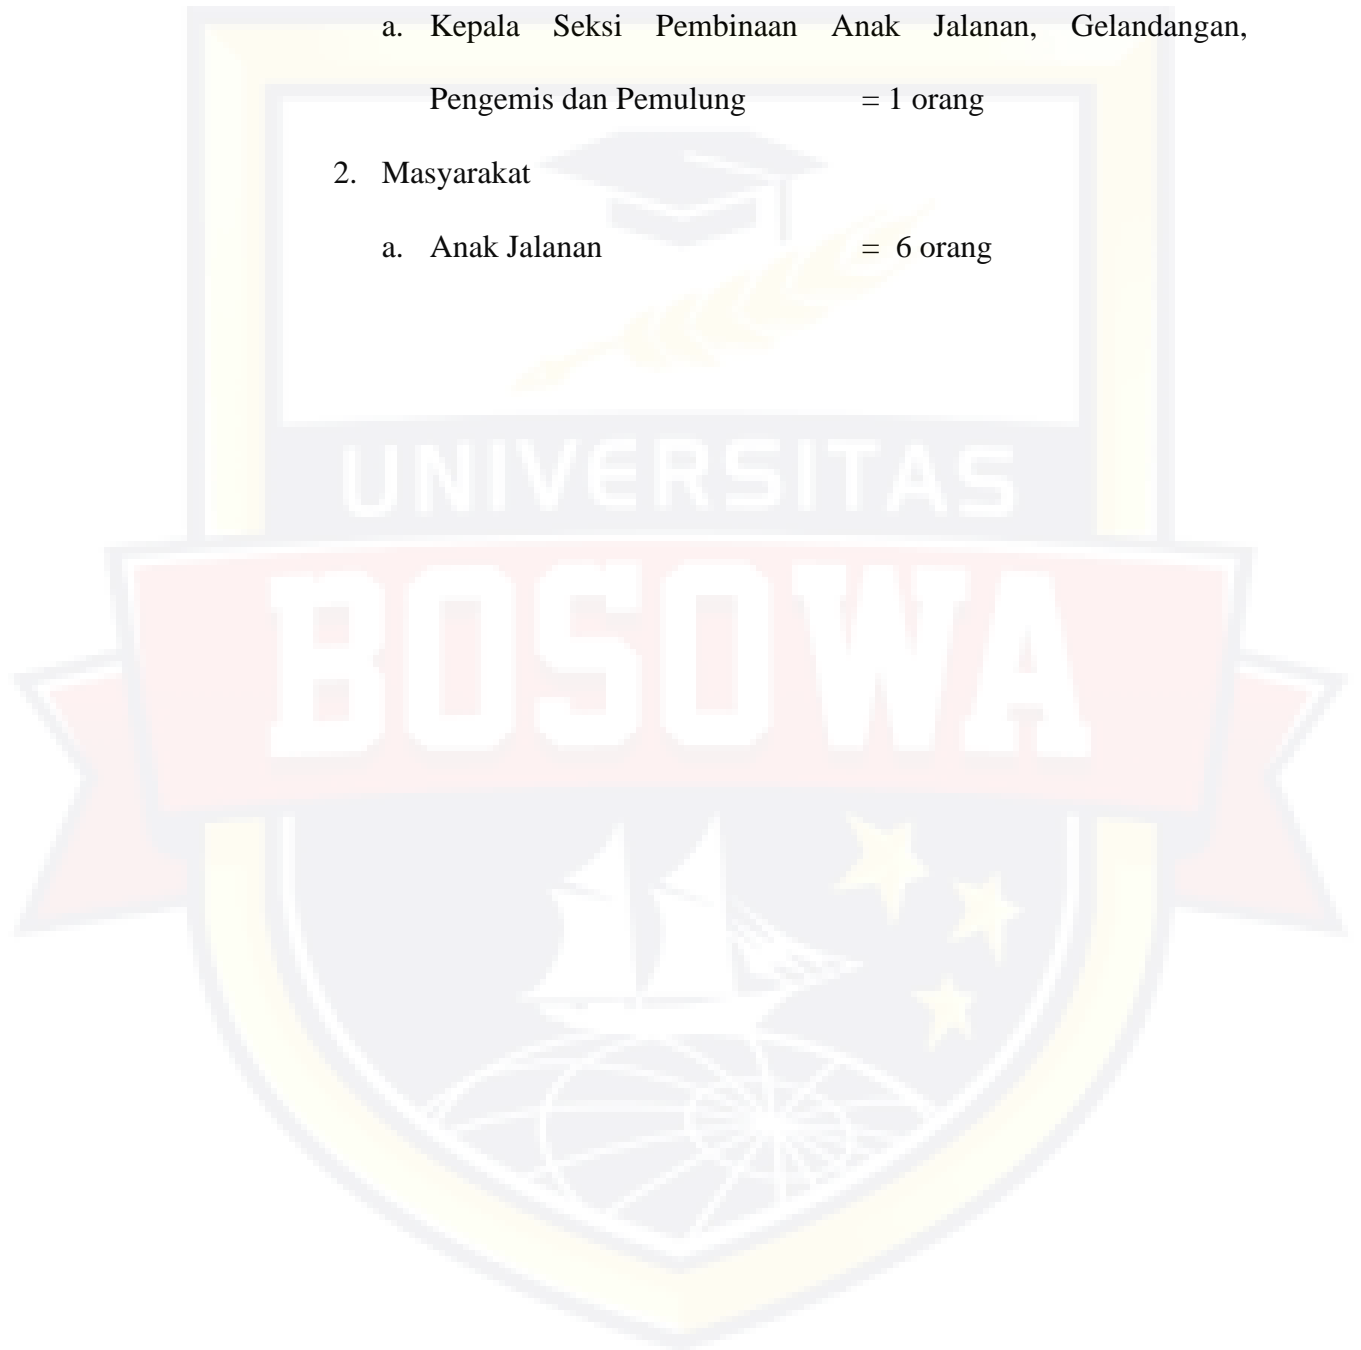 a. Kepala Seksi Pembinaan Anak Jalanan, Gelandangan,
Pengemis dan Pemulung = 1 orang
2. Masyarakat
a. Anak Jalanan = 6 orang
UNIVERSITAS
BOSOWA